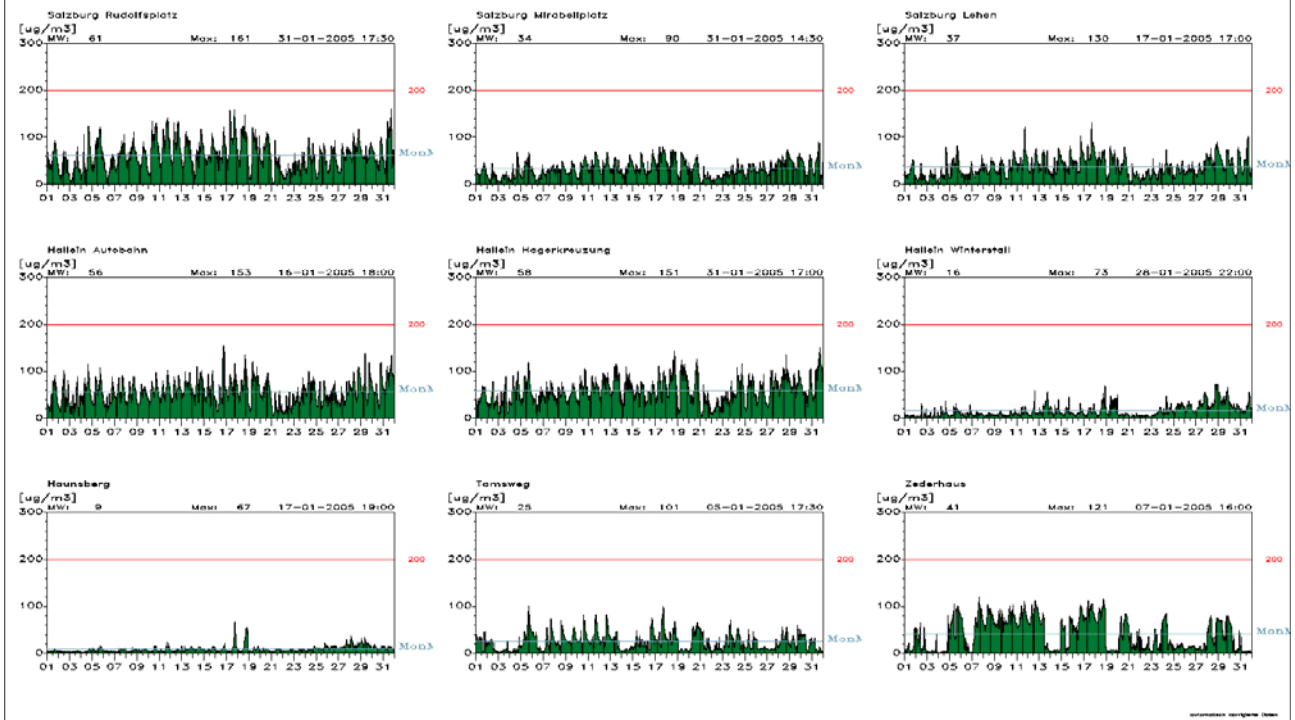 Salzburg Rudolfsplatz
[ug/m3]
MW: 61 Max: 161 31-01-2005 17:30
300
200
200
100
MonM
0
01 03 05 07 09 11 13 15 17 19 21 23 25 27 29 31
Salzburg Mirabellplatz
[ug/m3]
MW: 34 Max: 90 31-01-2005 14:30
300
200
200
100
MonM
0
01 03 05 07 09 11 13 15 17 19 21 23 25 27 29 31
Salzburg Lehen
[ug/m3]
MW: 37 Max: 130 17-01-2005 17:00
300
200
200
100
MonM
0
01 03 05 07 09 11 13 15 17 19 21 23 25 27 29 31
Hallein Autobahn
[ug/m3]
MW: 56 Max: 153 16-01-2005 18:00
300
200
200
100
MonM
0
01 03 05 07 09 11 13 15 17 19 21 23 25 27 29 31
Hallein Hagerkreuzung
[ug/m3]
MW: 58 Max: 151 31-01-2005 17:00
300
200
200
100
MonM
0
01 03 05 07 09 11 13 15 17 19 21 23 25 27 29 31
Hallein Winterstall
[ug/m3]
MW: 16 Max: 73 28-01-2005 22:00
300
200
200
100
MonM
0
01 03 05 07 09 11 13 15 17 19 21 23 25 27 29 31
Haunsberg
[ug/m3]
MW: 9 Max: 67 17-01-2005 19:00
300
200
200
100
MonM
0
01 03 05 07 09 11 13 15 17 19 21 23 25 27 29 31
Tamsweg
[ug/m3]
MW: 25 Max: 101 05-01-2005 17:30
300
200
200
100
MonM
0
01 03 05 07 09 11 13 15 17 19 21 23 25 27 29 31
Zederhaus
[ug/m3]
MW: 41 Max: 121 07-01-2005 16:00
300
200
200
100
MonM
0
01 03 05 07 09 11 13 15 17 19 21 23 25 27 29 31
automatisch korrigierte Daten